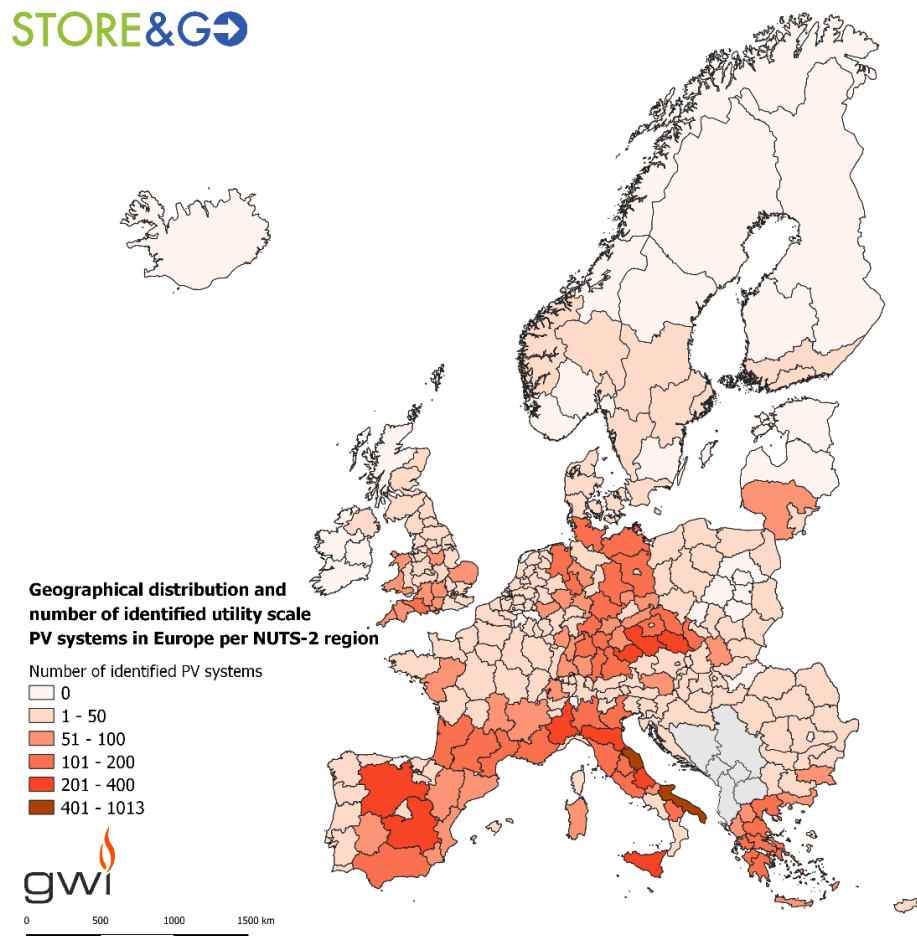 STORE&GO
Geographical distribution and
number of identified utility scale
PV systems in Europe per NUTS-2 region
Number of identified PV systems
0
1 - 50
51 - 100
101 - 200
201 - 400
401 - 1013
gwi
0 500 1000 1500 km